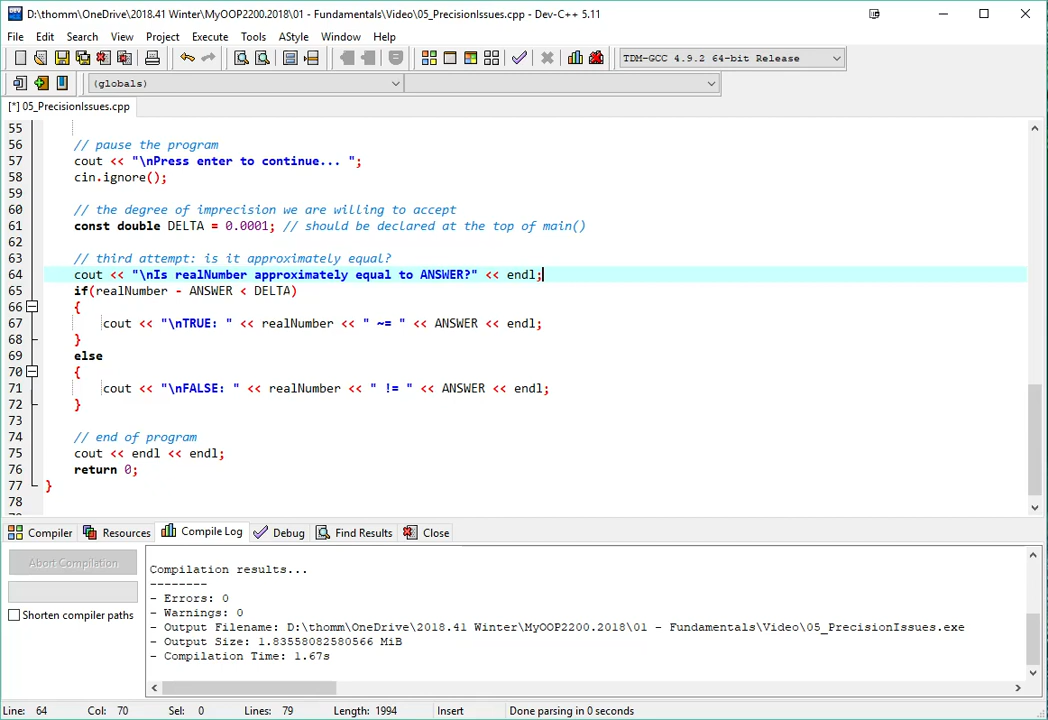 D:\thomm\OneDrive\2018.41 Winter\MyOOP2200.2018\01 - Fundamentals\Video\05_PrecisionIssues.cpp - Dev-C++ 5.11
File Edit Search View Project Execute Tools AStyle Window Help
TDM-GCC 4.9.2 64-bit Release
(globals)
[*] 05_PrecisionIssues.cpp
55
56 // pause the program
57 cout << "\nPress enter to continue... ";
58 cin.ignore();
59
60 // the degree of imprecision we are willing to accept
61 const double DELTA = 0.0001; // should be declared at the top of main()
62
63 // third attempt: is it approximately equal?
64 cout << "\nIs realNumber approximately equal to ANSWER?" << endl;
65 if(realNumber - ANSWER < DELTA)
66 {
67 cout << "\nTRUE: " << realNumber << " ~= " << ANSWER << endl;
68 }
69 else
70 {
71 cout << "\nFALSE: " << realNumber << " != " << ANSWER << endl;
72 }
73
74 // end of program
75 cout << endl << endl;
76 return 0;
77 }
78
Compiler Resources Compile Log Debug Find Results Close
Abort Compilation
Shorten compiler paths
Compilation results...
--------
- Errors: 0
- Warnings: 0
- Output Filename: D:\thomm\OneDrive\2018.41 Winter\MyOOP2200.2018\01 - Fundamentals\Video\05_PrecisionIssues.exe
- Output Size: 1.83558082580566 MiB
- Compilation Time: 1.67s
Line: 64 Col: 70 Sel: 0 Lines: 79 Length: 1994 Insert Done parsing in 0 seconds